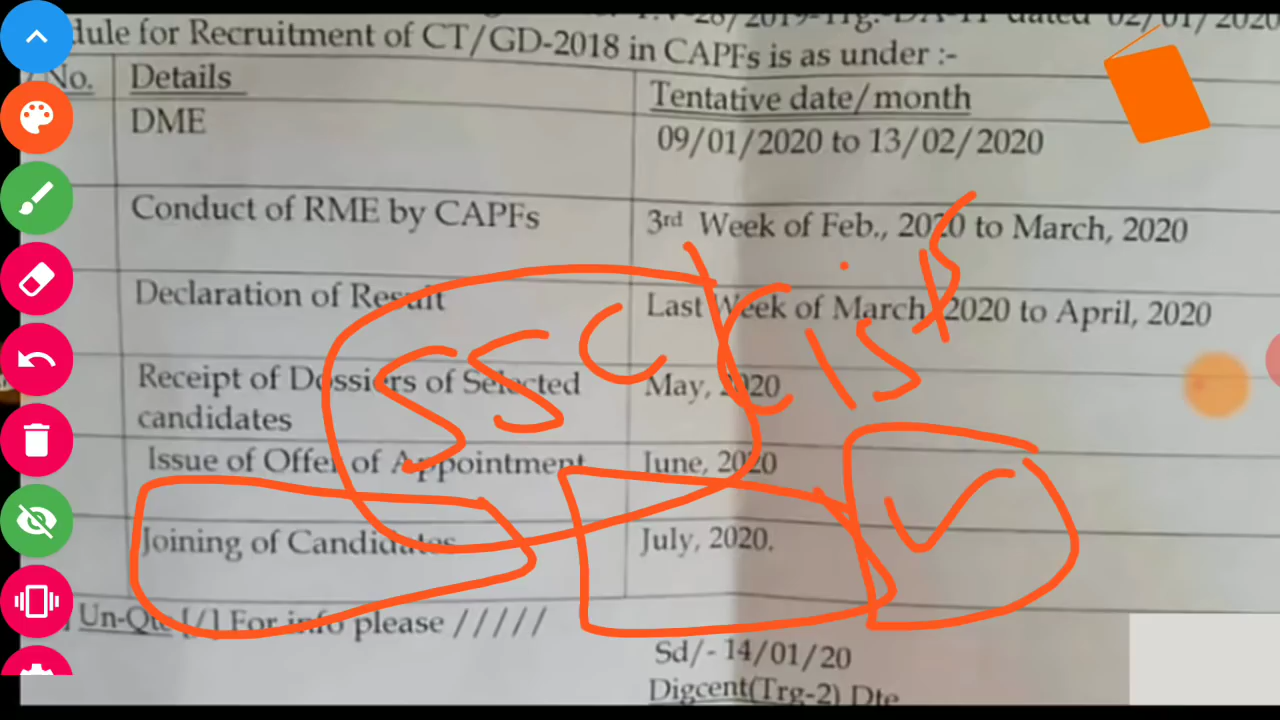 dule for Recruitment of CT/GD-2018 in CAPFs is as under :-
No. Details Tentative date/month
DME 09/01/2020 to 13/02/2020
Conduct of RME by CAPFs 3rd Week of Feb., 2020 to March, 2020
Declaration of Result Last Week of March, 2020 to April, 2020
Receipt of Dossiers of Selected May, 2020
candidates
Issue of Offer of Appointment June, 2020
Joining of Candidates July, 2020.
Un-Qte [/] For info please /////
Sd/- 14/01/20
Digcent(Trg-2) Dte
SSC CISF